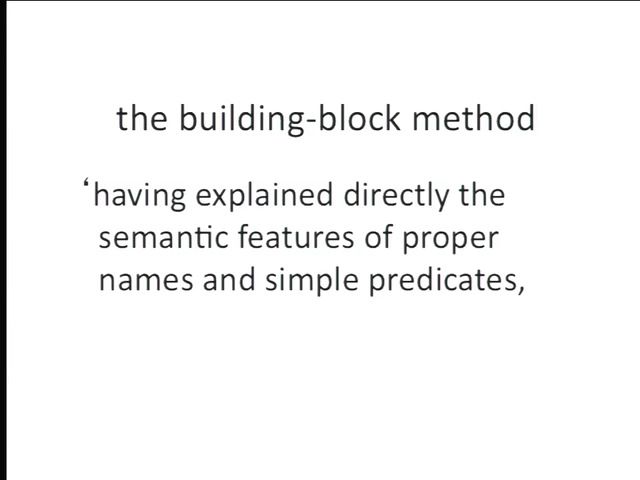 the building-block method
‘having explained directly the
semantic features of proper
names and simple predicates,